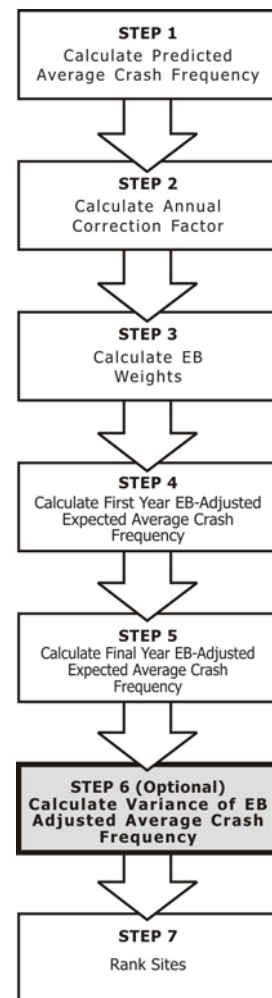 STEP 1
Calculate Predicted
Average Crash Frequency
STEP 2
Calculate Annual
Correction Factor
STEP 3
Calculate EB
Weights
STEP 4
Calculate First Year EB-Adjusted
Expected Average Crash
Frequency
STEP 5
Calculate Final Year EB-Adjusted
Expected Average Crash
Frequency
STEP 6 (Optional)
Calculate Variance of EB
Adjusted Average Crash
Frequency
STEP 7
Rank Sites